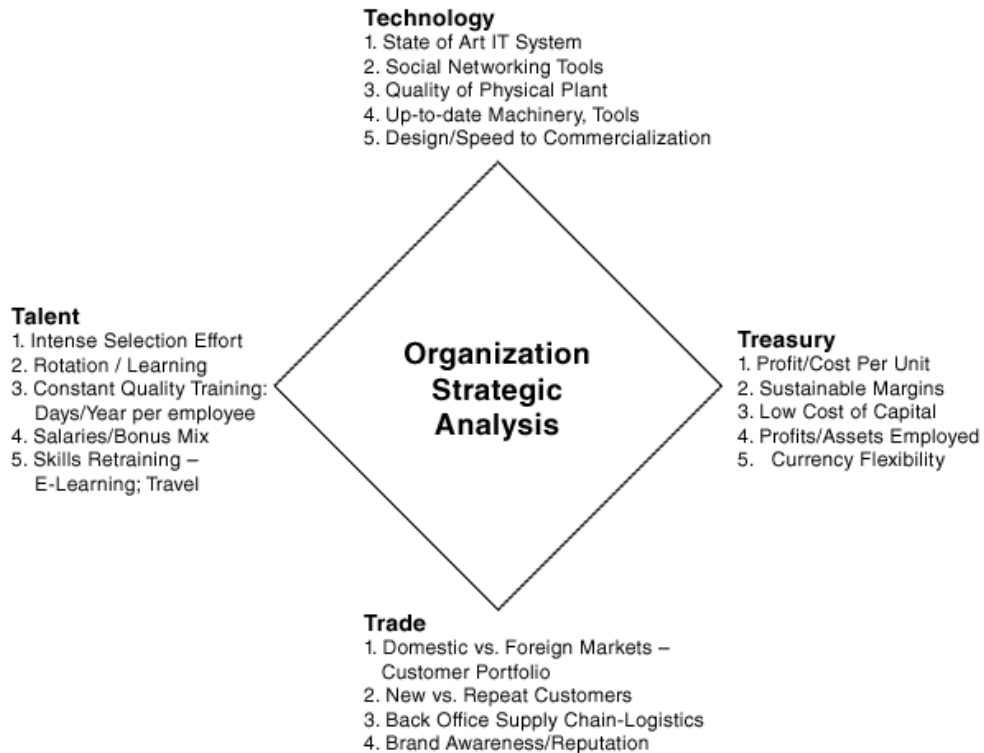 Technology
1. State of Art IT System
2. Social Networking Tools
3. Quality of Physical Plant
4. Up-to-date Machinery, Tools
5. Design/Speed to Commercialization
Talent
1. Intense Selection Effort
2. Rotation / Learning
3. Constant Quality Training:
Days/Year per employee
4. Salaries/Bonus Mix
5. Skills Retraining –
E-Learning; Travel
Organization
Strategic
Analysis
Treasury
1. Profit/Cost Per Unit
2. Sustainable Margins
3. Low Cost of Capital
4. Profits/Assets Employed
5. Currency Flexibility
Trade
1. Domestic vs. Foreign Markets –
Customer Portfolio
2. New vs. Repeat Customers
3. Back Office Supply Chain-Logistics
4. Brand Awareness/Reputation